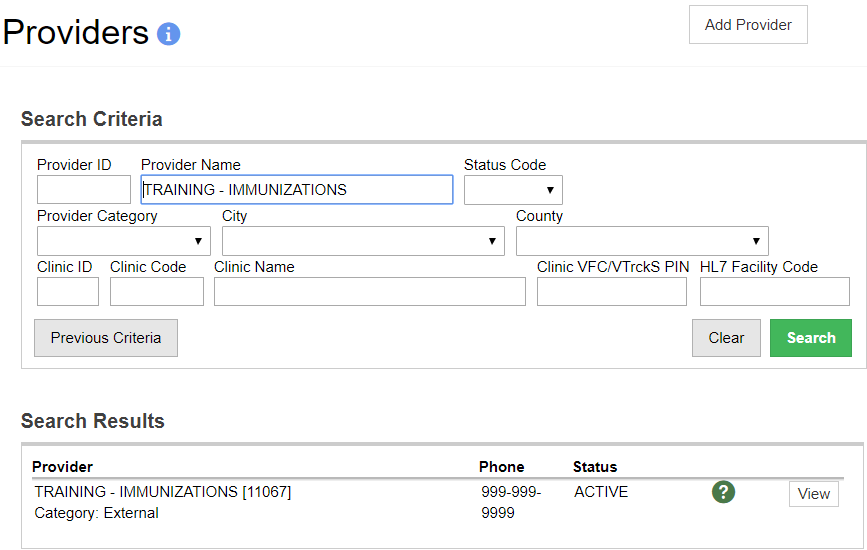 Providers i
Add Provider
Search Criteria
Provider ID Provider Name Status Code
TRAINING - IMMUNIZATIONS
Provider Category City County
Clinic ID Clinic Code Clinic Name Clinic VFC/VTrckS PIN HL7 Facility Code
Previous Criteria Clear Search
Search Results
Provider Phone Status
TRAINING - IMMUNIZATIONS [11067] 999-999- ACTIVE ? View
Category: External 9999